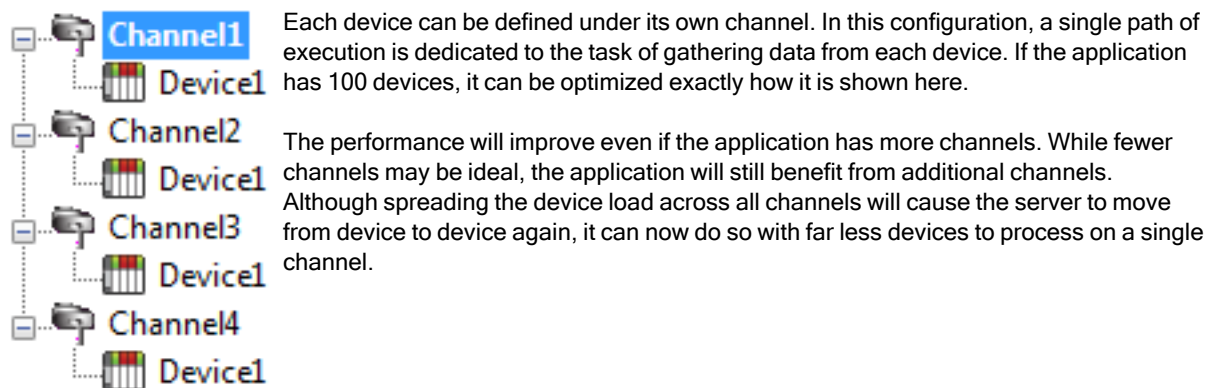 Channel1
Device1
Channel2
Device1
Channel3
Device1
Channel4
Device1
Each device can be defined under its own channel. In this configuration, a single path of
execution is dedicated to the task of gathering data from each device. If the application
has 100 devices, it can be optimized exactly how it is shown here.
The performance will improve even if the application has more channels. While fewer
channels may be ideal, the application will still benefit from additional channels.
Although spreading the device load across all channels will cause the server to move
from device to device again, it can now do so with far less devices to process on a single
channel.